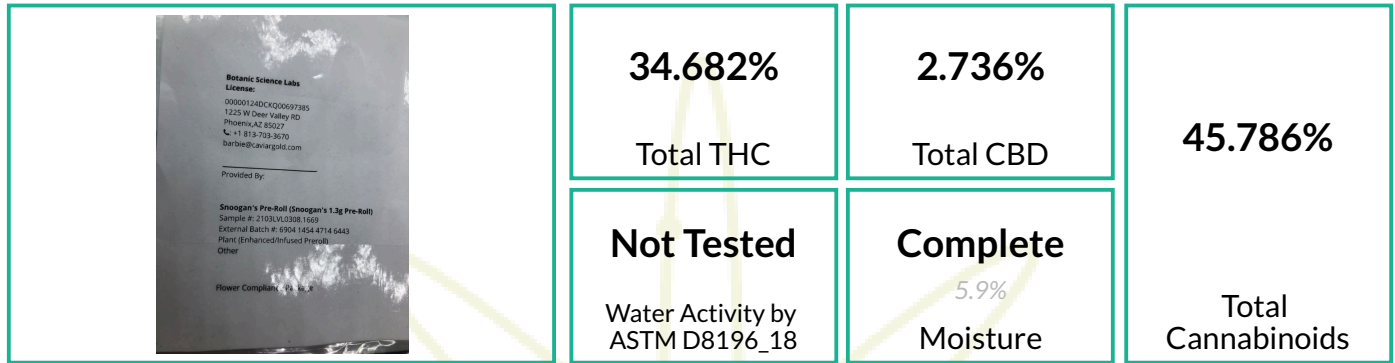 Botanic Science Labs
License:
00000124DCKQ00697385
1225 W Deer Valley RD
Phoenix,AZ 85027
: +1 813-703-3670
barbie@caviargold.com
Provided By:
Snoogan's Pre-Roll (Snoogan's 1.3g Pre-Roll)
Sample #: 2103LVL0308.1669
External Batch #: 6904 1454 4714 6443
Plant (Enhanced/Infused Preroll)
Other
Flower Compliance Package
34.682%
Total THC
2.736%
Total CBD
Not Tested
Water Activity by
ASTM D8196_18
Complete
5.9%
Moisture
45.786%
Total
Cannabinoids